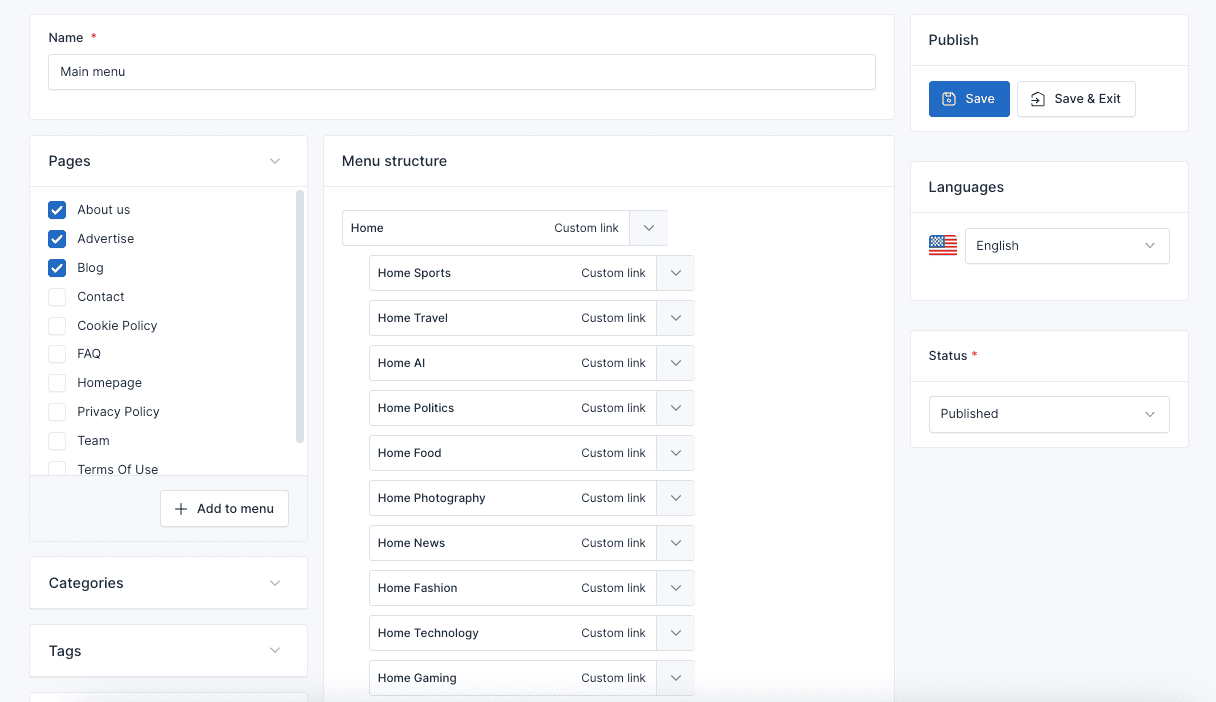 Name *
Main menu
Pages
About us
Advertise
Blog
Contact
Cookie Policy
FAQ
Homepage
Privacy Policy
Team
Terms Of Use
Add to menu
Categories
Tags
Menu structure
Home Custom link
Home Sports Custom link
Home Travel Custom link
Home AI Custom link
Home Politics Custom link
Home Food Custom link
Home Photography Custom link
Home News Custom link
Home Fashion Custom link
Home Technology Custom link
Home Gaming Custom link
Publish
Save Save & Exit
Languages
English
Status *
Published